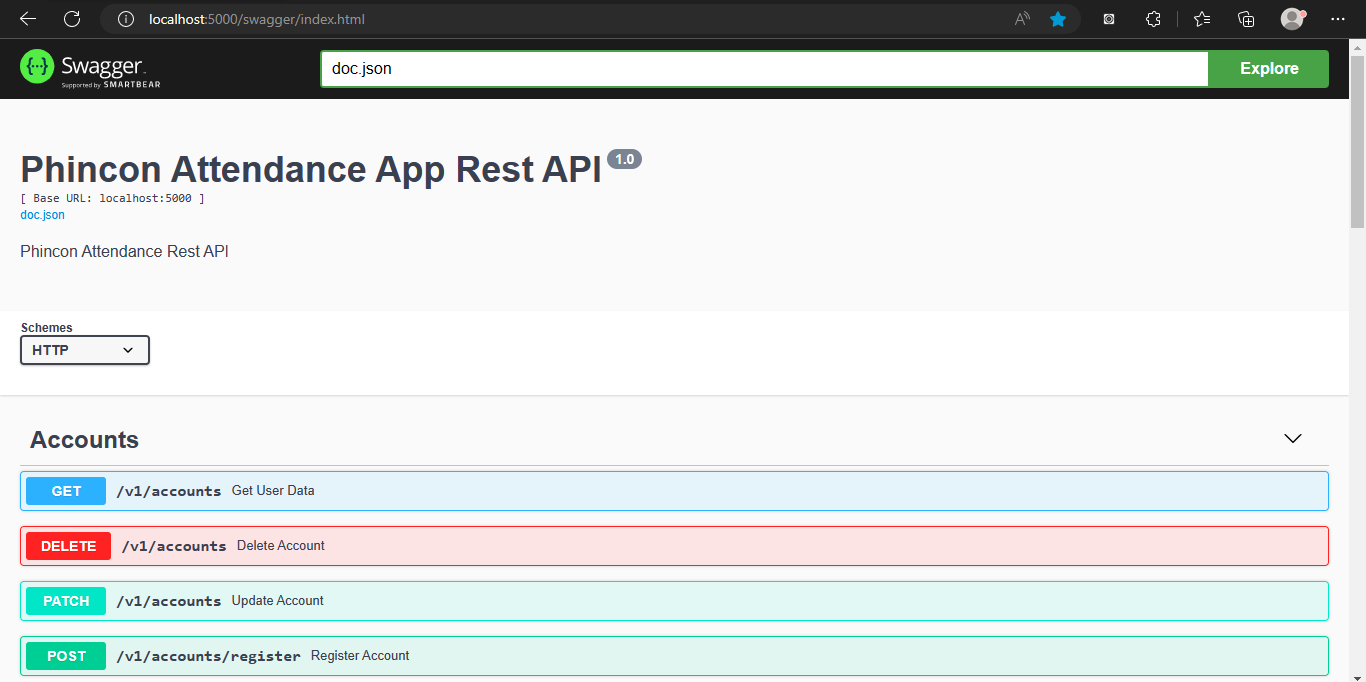 localhost:5000/swagger/index.html
Swagger
Supported by SMARTBEAR
doc.json
Explore
Phincon Attendance App Rest API 1.0
[ Base URL: localhost:5000 ]
doc.json
Phincon Attendance Rest API
Schemes
HTTP
Accounts
GET /v1/accounts Get User Data
DELETE /v1/accounts Delete Account
PATCH /v1/accounts Update Account
POST /v1/accounts/register Register Account